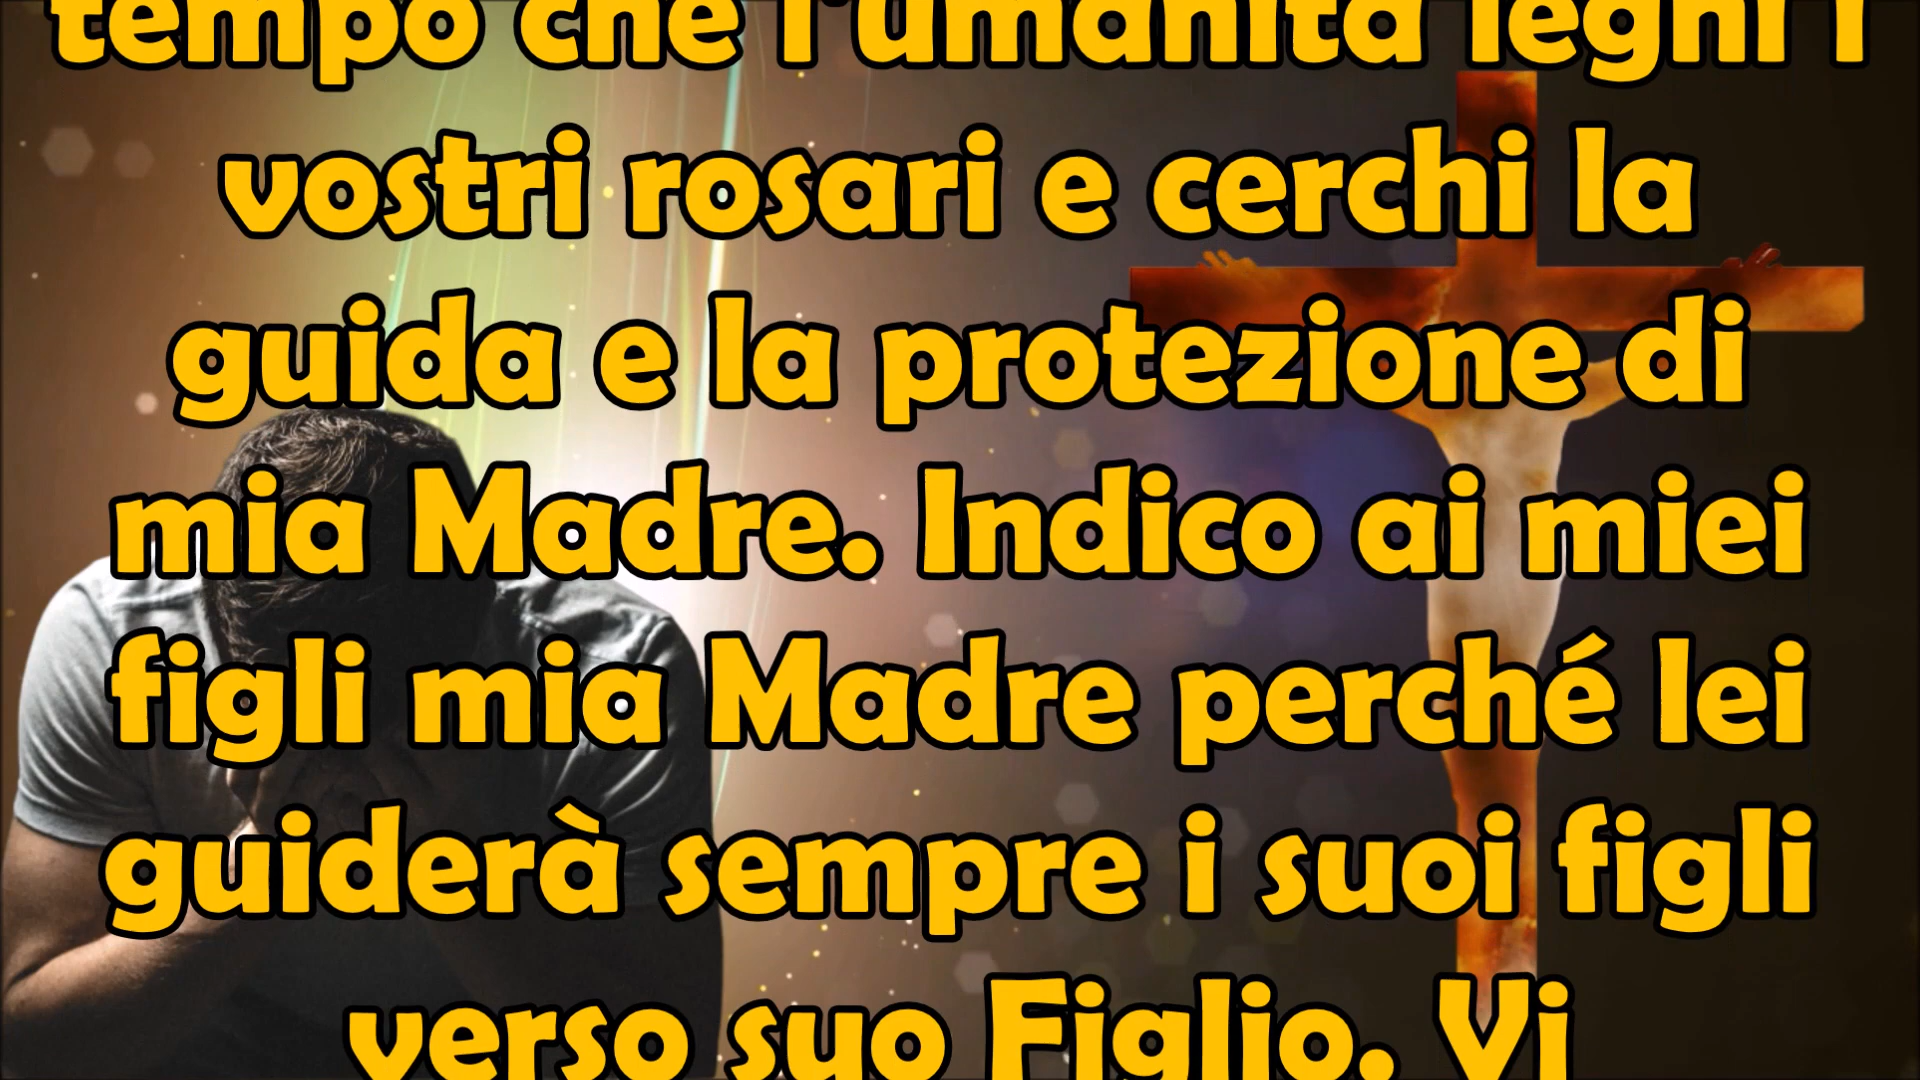 tempo che l'umanità leghi i
vostri rosari e cerchi la
guida e la protezione di
mia Madre. Indico ai miei
figli mia Madre perché lei
guiderà sempre i suoi figli
verso suo Figlio. Vi